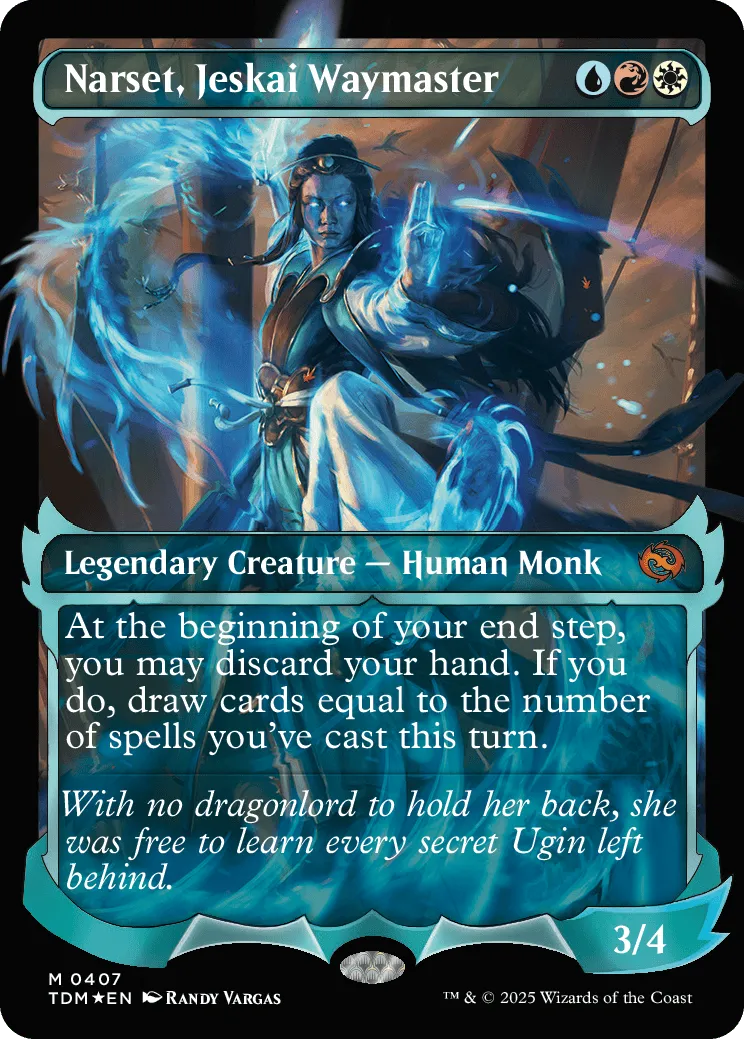 Narset, Jeskai Waymaster
Legendary Creature — Human Monk
At the beginning of your end step,
you may discard your hand. If you
do, draw cards equal to the number
of spells you've cast this turn.
With no dragonlord to hold her back, she
was free to learn every secret Ugin left
behind.
3/4
M 0407
TDM★EN Randy Vargas
™ & © 2025 Wizards of the Coast